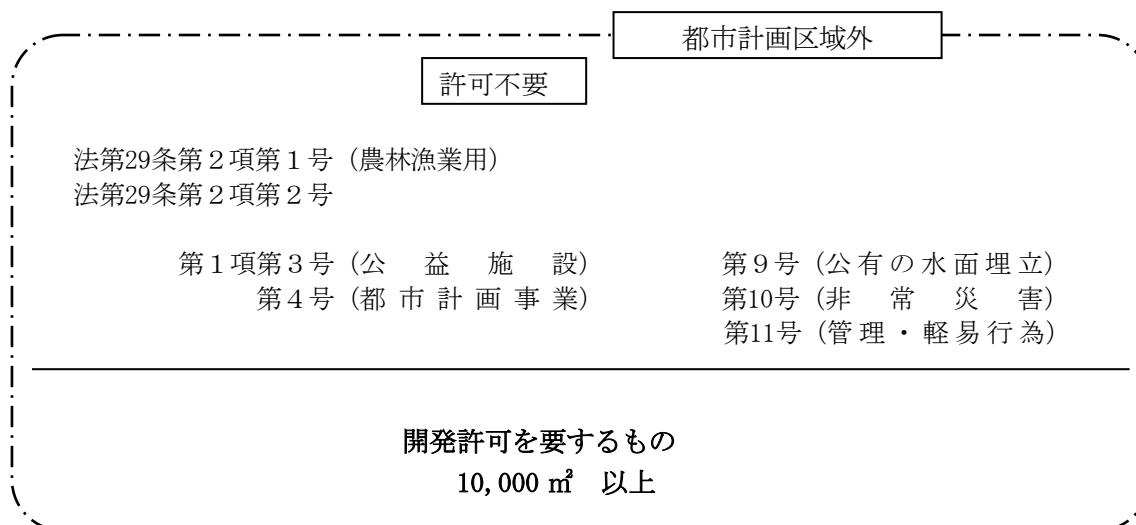 都市計画区域外
許可不要
法第29条第２項第１号（農林漁業用）
法第29条第２項第２号
第１項第３号（公益施設） 第９号（公有の水面埋立）
第４号（都市計画事業） 第10号（非常災害）
第11号（管理・軽易行為）
開発許可を要するもの
10,000 ㎡ 以上